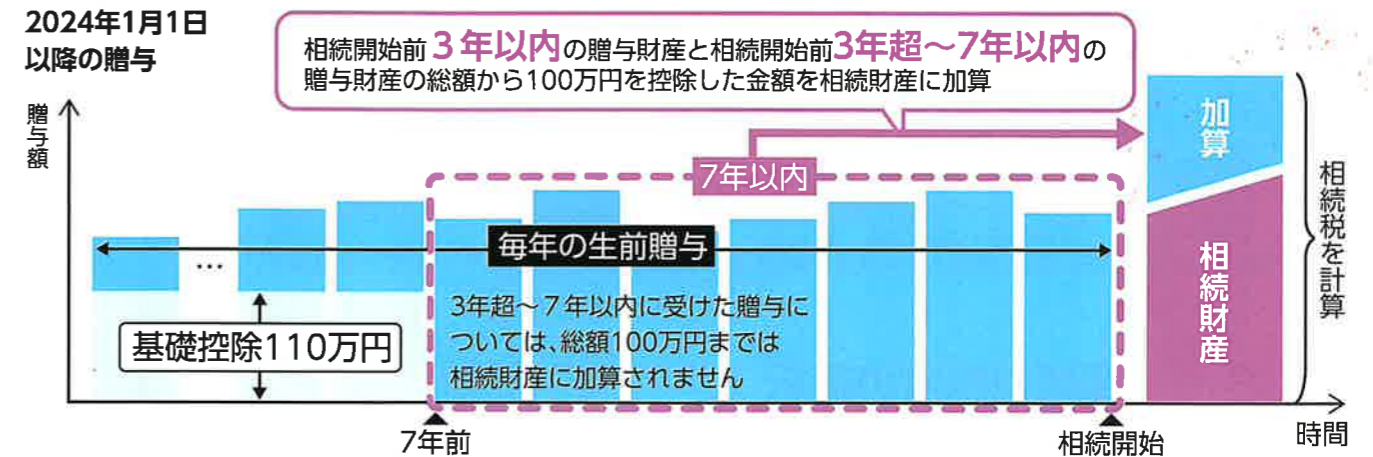 2024年1月1日
以降の贈与
相続開始前3年以内の贈与財産と相続開始前3年超～7年以内の
贈与財産の総額から100万円を控除した金額を相続財産に加算
贈与額
7年以内
加算
毎年の生前贈与
…
3年超～7年以内に受けた贈与に
ついては、総額100万円までは
相続財産に加算されません
基礎控除110万円
相続財産
相続税を計算
7年前
相続開始
時間